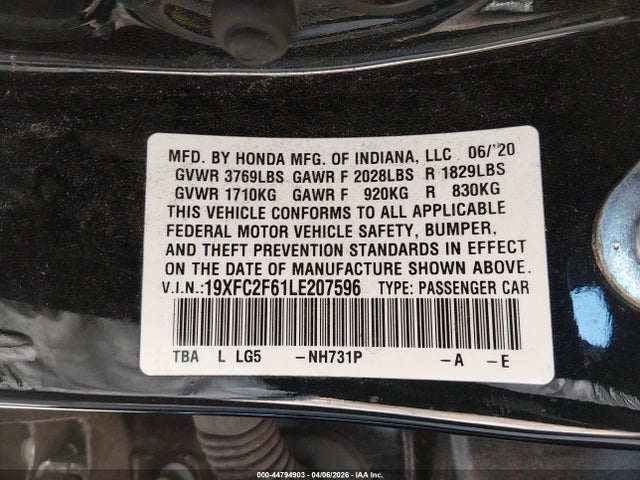 MFD. BY HONDA MFG. OF INDIANA, LLC 06/'20
GVWR 3769LBS GAWR F 2028LBS R 1829LBS
GVWR 1710KG GAWR F 920KG R 830KG
THIS VEHICLE CONFORMS TO ALL APPLICABLE
FEDERAL MOTOR VEHICLE SAFETY, BUMPER,
AND THEFT PREVENTION STANDARDS IN EFFECT
ON THE DATE OF MANUFACTURE SHOWN ABOVE.
V.I.N.: 19XFC2F61LE207596 TYPE: PASSENGER CAR
TBA L LG5 -NH731P -A -E
000-44794903 - 04/06/2026 - IAA Inc.